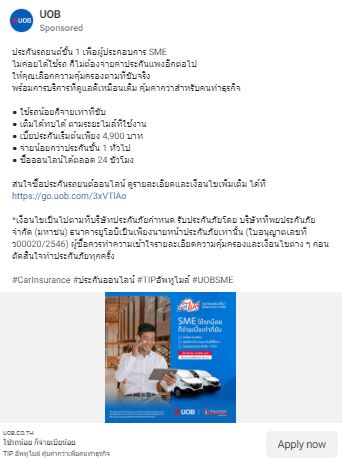 UOB
Sponsored
ประกันรถยนต์ชั้น 1 เพื่อผู้ประกอบการ SME
ไม่ค่อยได้ใช้รถ ก็ไม่ต้องจ่ายค่าประกันแพงอีกต่อไป
ให้คุณเลือกความคุ้มครองตามที่ขับจริง
พร้อมการบริการที่ดูแลดีเหมือนเดิม คุ้มค่ากว่าสำหรับคนทำธุรกิจ
● ใช้รถน้อยก็จ่ายเท่าที่ขับ
● เติมได้ทบได้ ตามระยะไมล์ที่ใช้งาน
● เบี้ยประกันเริ่มต้นเพียง 4,900 บาท
● จ่ายน้อยกว่าประกันชั้น 1 ทั่วไป
● ซื้อออนไลน์ได้ตลอด 24 ชั่วโมง
สนใจซื้อประกันรถยนต์ออนไลน์ ดูรายละเอียดและเงื่อนไขเพิ่มเติม ได้ที่
https://go.uob.com/3xVTlAo
*เงื่อนไขเป็นไปตามที่บริษัทประกันภัยกำหนด รับประกันภัยโดย บริษัททิพยประกันภัย
จำกัด (มหาชน) ธนาคารยูโอบีเป็นเพียงนายหน้าประกันภัยเท่านั้น (ใบอนุญาตเลขที่
ว00020/2546) ผู้ซื้อควรทำความเข้าใจรายละเอียดความคุ้มครองและเงื่อนไขต่าง ๆ ก่อน
ตัดสินใจทำประกันภัยทุกครั้ง
#CarInsurance #ประกันออนไลน์ #TIPอัพทูไมล์ #UOBSME
SME ใช้รถน้อย
ก็จ่ายเบี้ยเท่าที่ขับ
UOB
UOB.CO.TH
ใช้รถน้อย ก็จ่ายเบี้ยน้อย
TIP อัพทูไมล์ คุ้มค่ากว่าเพื่อคนทำธุรกิจ
Apply now